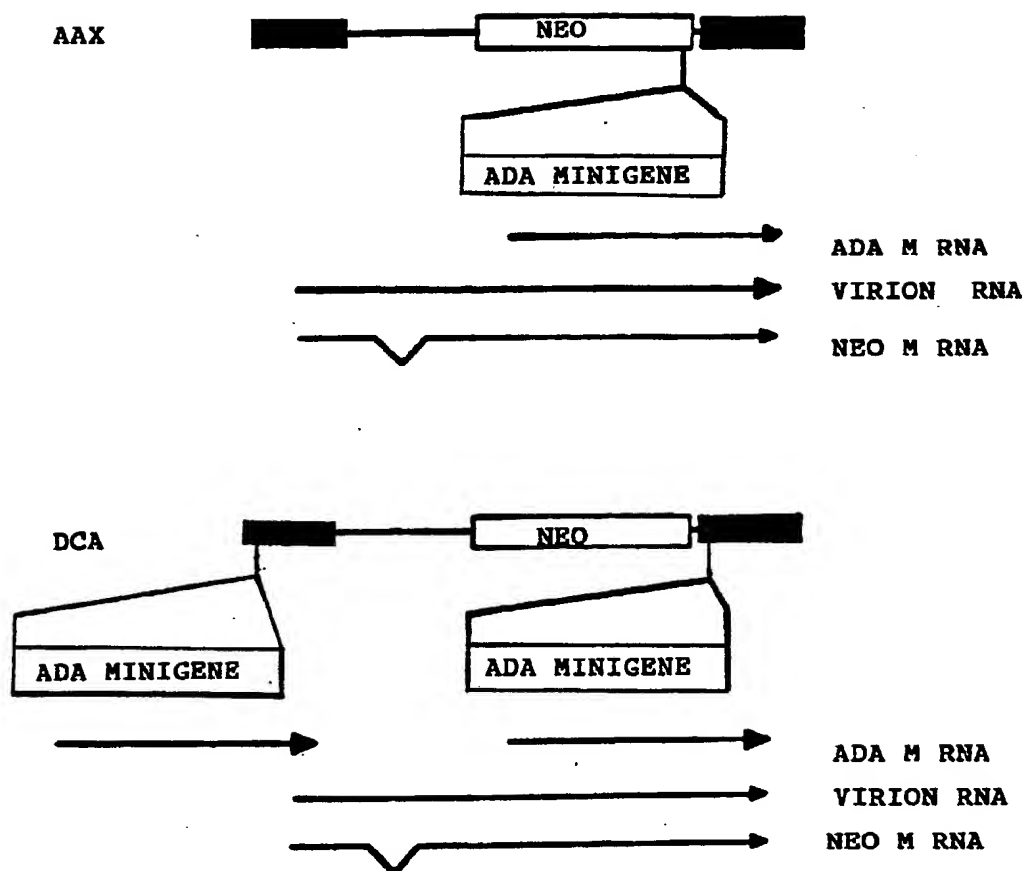 AAX
NEO
ADA MINIGENE
ADA M RNA
VIRION RNA
NEO M RNA
DCA
NEO
ADA MINIGENE
ADA MINIGENE
ADA M RNA
VIRION RNA
NEO M RNA